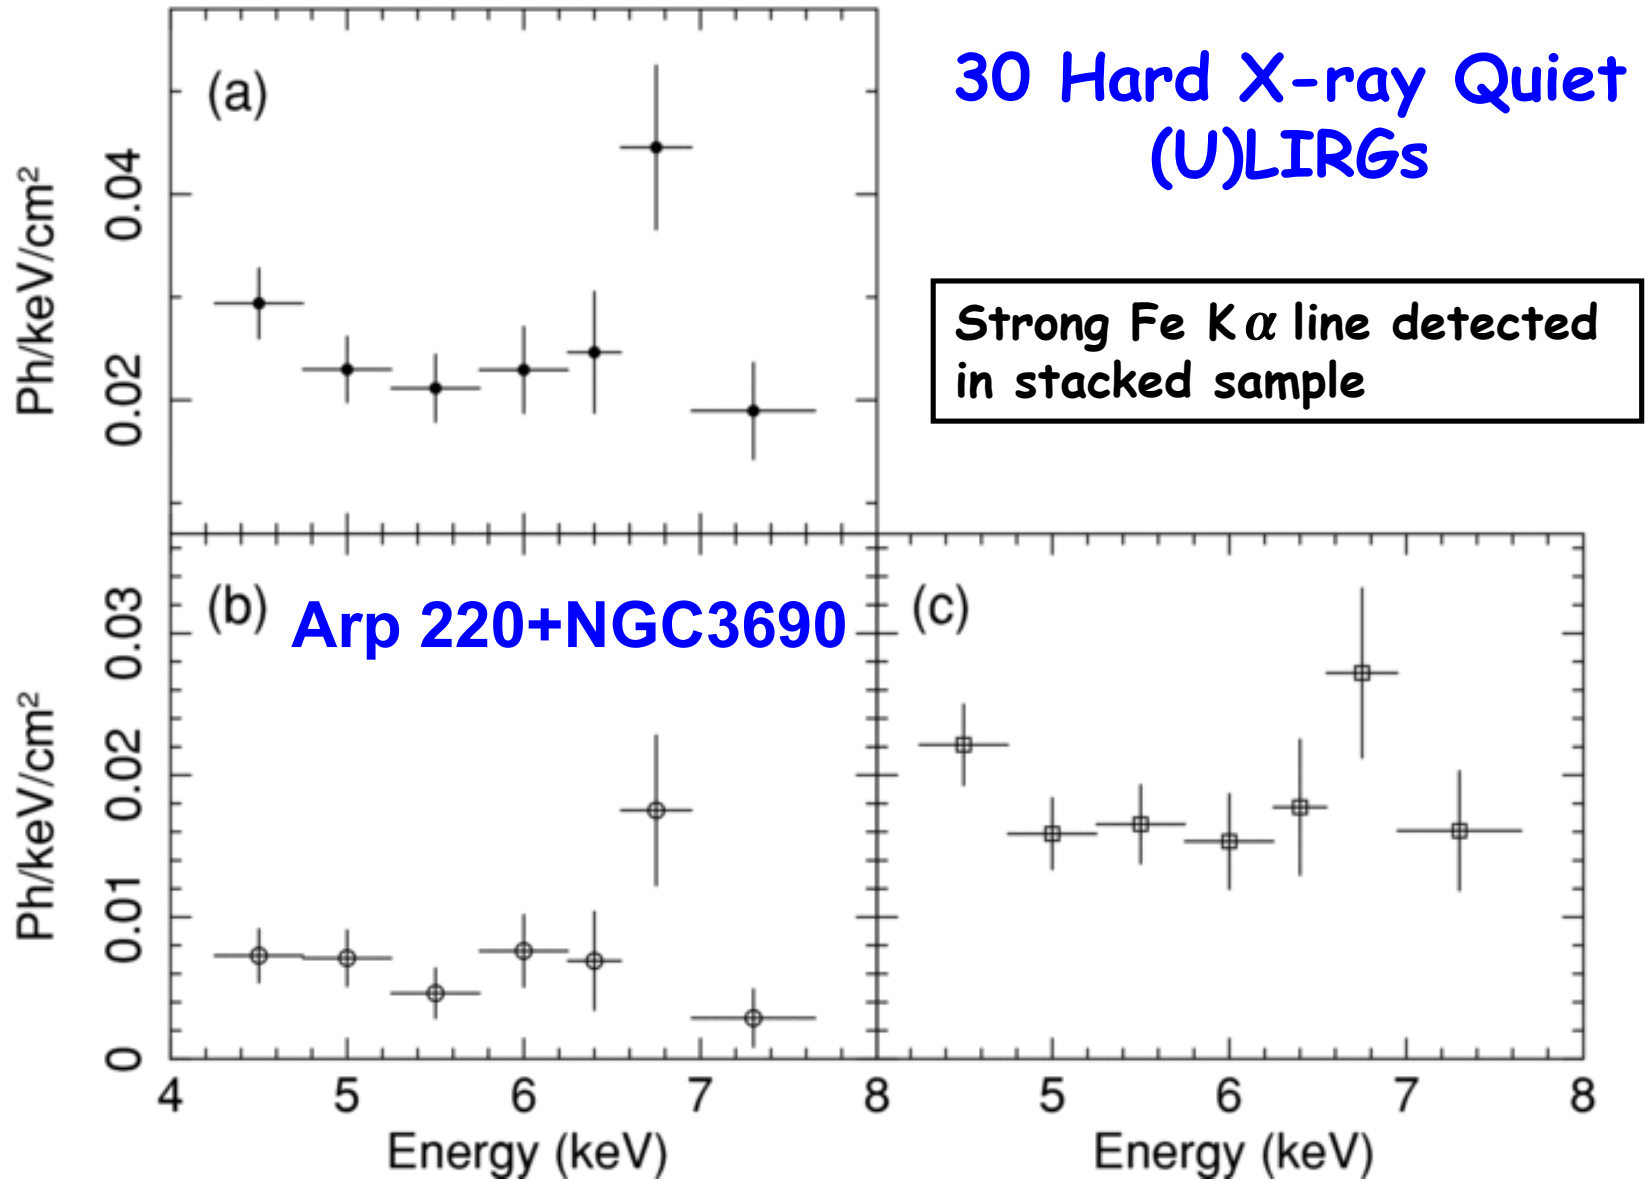 (a)
30 Hard X-ray Quiet
(U)LIRGs
Strong Fe Kα line detected
in stacked sample
Ph/keV/cm²
0.04
0.02
(b)
Arp 220+NGC3690
(c)
Ph/keV/cm²
0.03
0.02
0.01
0
4 5 6 7 8 5 6 7 8
Energy (keV) Energy (keV)